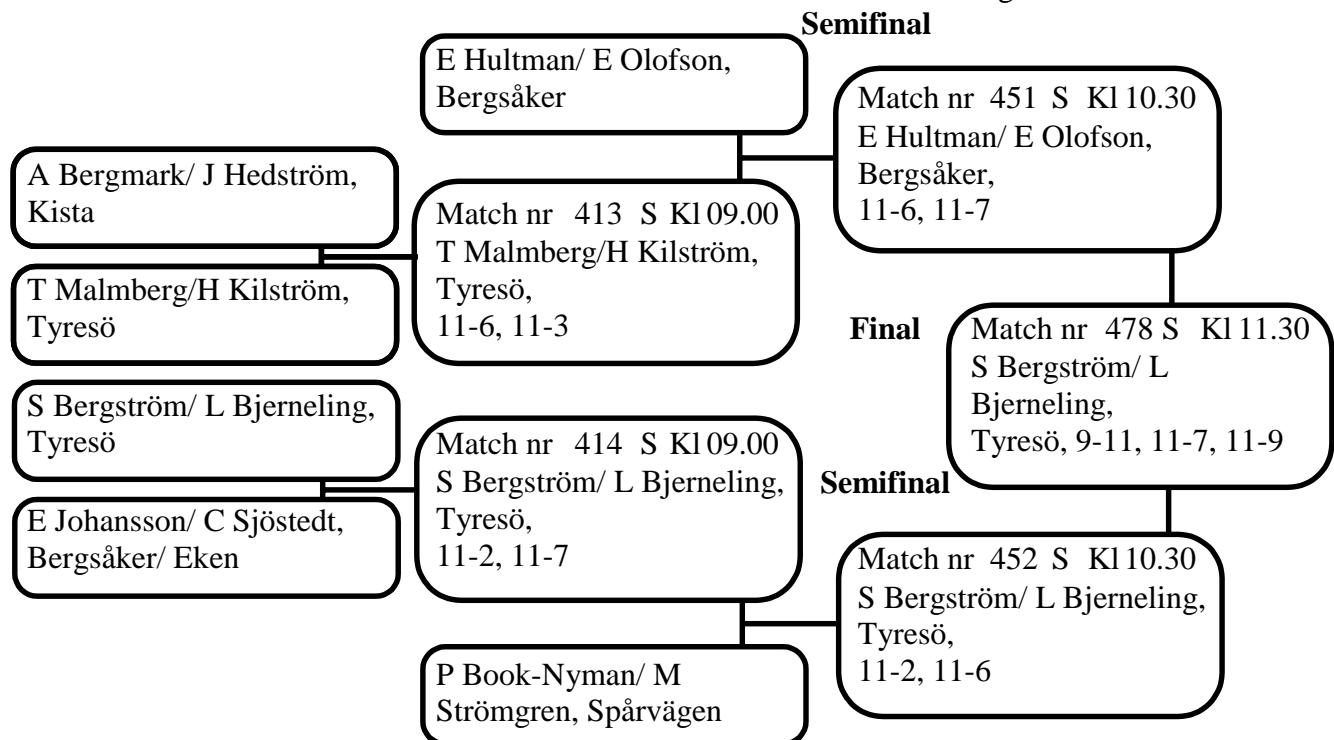 Semifinal
E Hultman/ E Olofson,
Bergsåker
Match nr 451 S Kl 10.30
E Hultman/ E Olofson,
Bergsåker,
11-6, 11-7
A Bergmark/ J Hedström,
Kista
Match nr 413 S Kl 09.00
T Malmberg/H Kilström,
Tyresö,
11-6, 11-3
T Malmberg/H Kilström,
Tyresö
Final
Match nr 478 S Kl 11.30
S Bergström/ L
Bjerneling,
Tyresö, 9-11, 11-7, 11-9
S Bergström/ L Bjerneling,
Tyresö
Match nr 414 S Kl 09.00
S Bergström/ L Bjerneling,
Tyresö,
11-2, 11-7
Semifinal
E Johansson/ C Sjöstedt,
Bergsåker/ Eken
Match nr 452 S Kl 10.30
S Bergström/ L Bjerneling,
Tyresö,
11-2, 11-6
P Book-Nyman/ M
Strömgren, Spårvägen